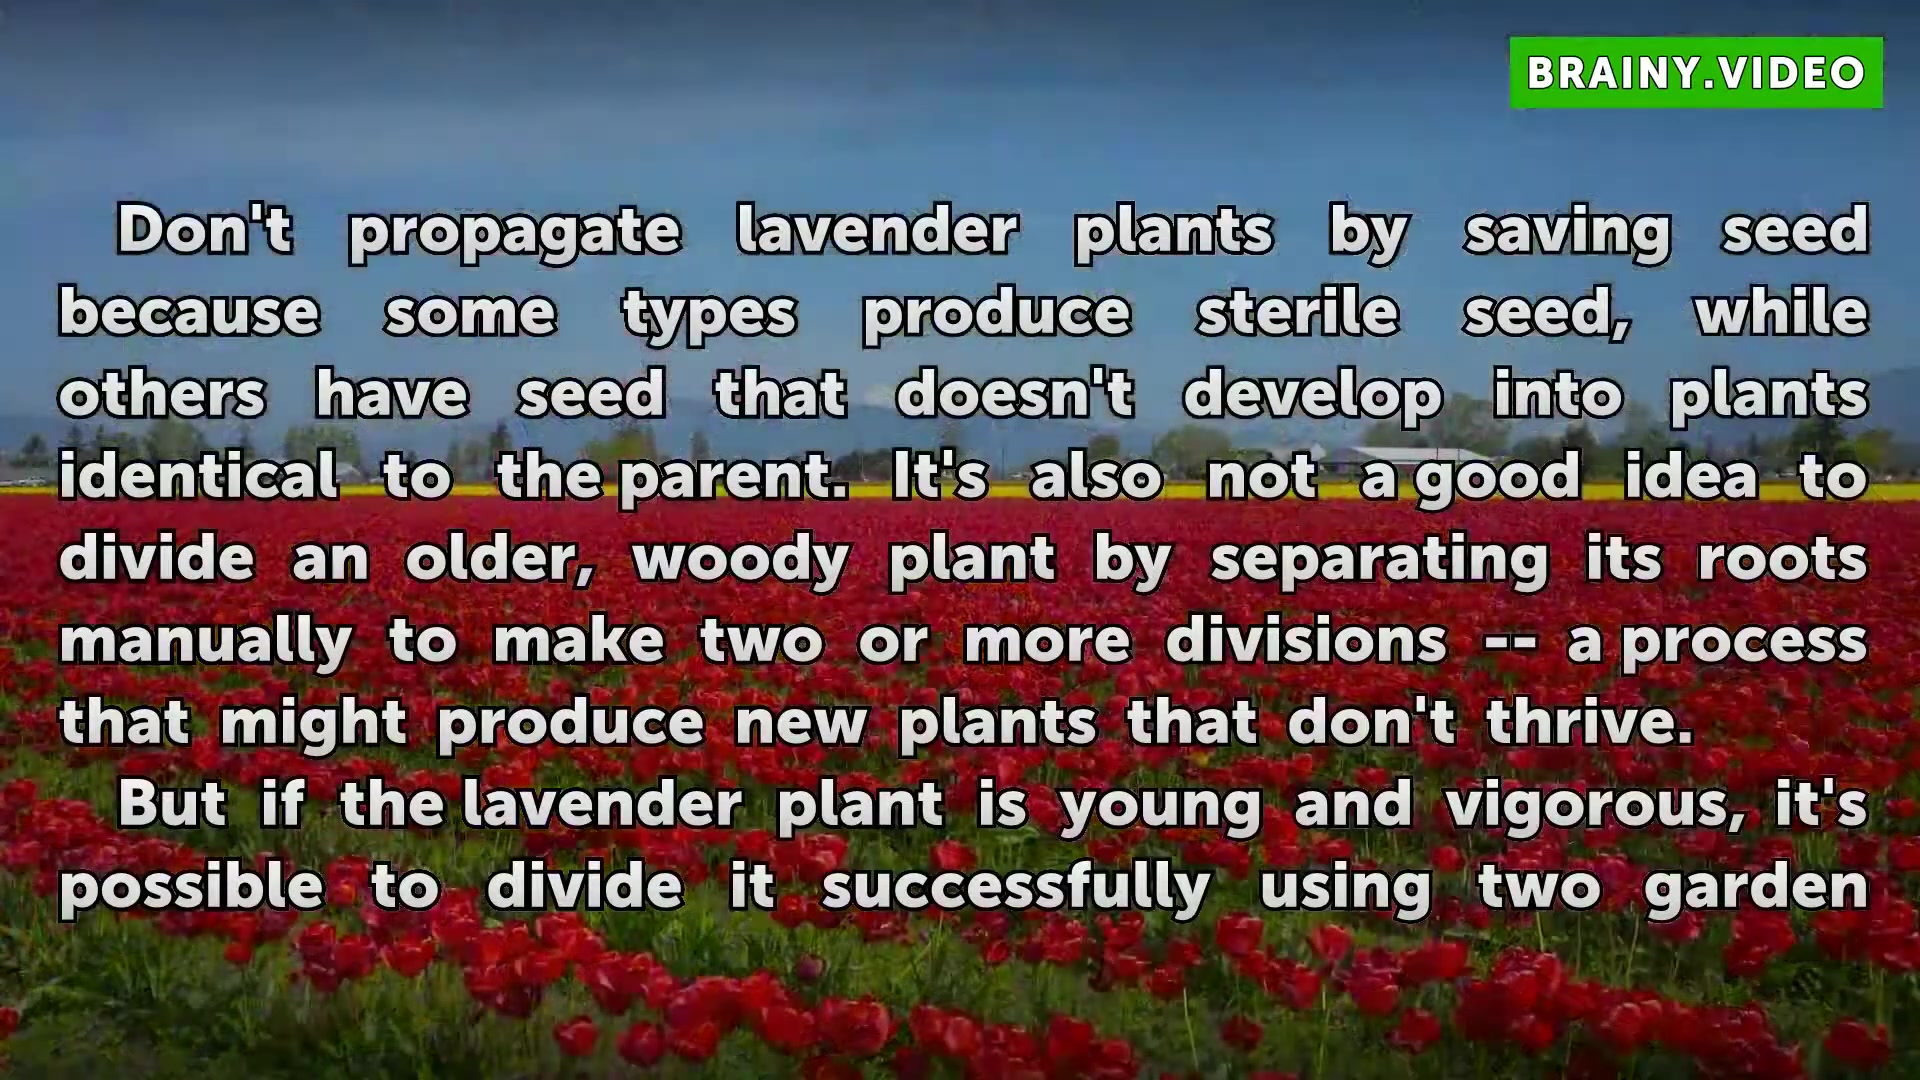 BRAINY.VIDEO
Don't propagate lavender plants by saving seed
because some types produce sterile seed, while
others have seed that doesn't develop into plants
identical to the parent. It's also not a good idea to
divide an older, woody plant by separating its roots
manually to make two or more divisions -- a process
that might produce new plants that don't thrive.
But if the lavender plant is young and vigorous, it's
possible to divide it successfully using two garden